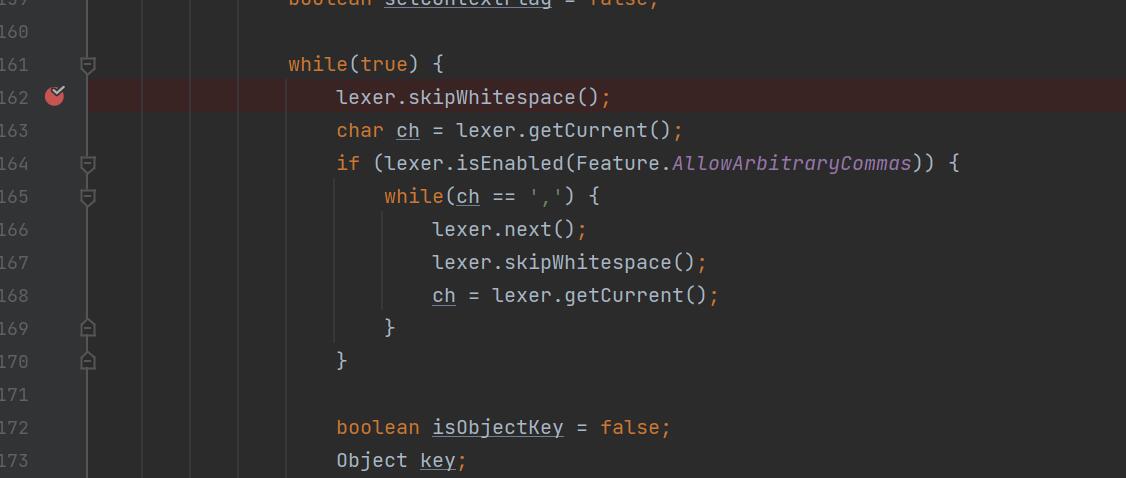 boolean setContextFlag = false;
160
161 while(true) {
162 lexer.skipWhitespace();
163 char ch = lexer.getCurrent();
164 if (lexer.isEnabled(Feature.AllowArbitraryCommas)) {
165 while(ch == ',') {
166 lexer.next();
167 lexer.skipWhitespace();
168 ch = lexer.getCurrent();
169 }
170 }
171
172 boolean isObjectKey = false;
173 Object key;